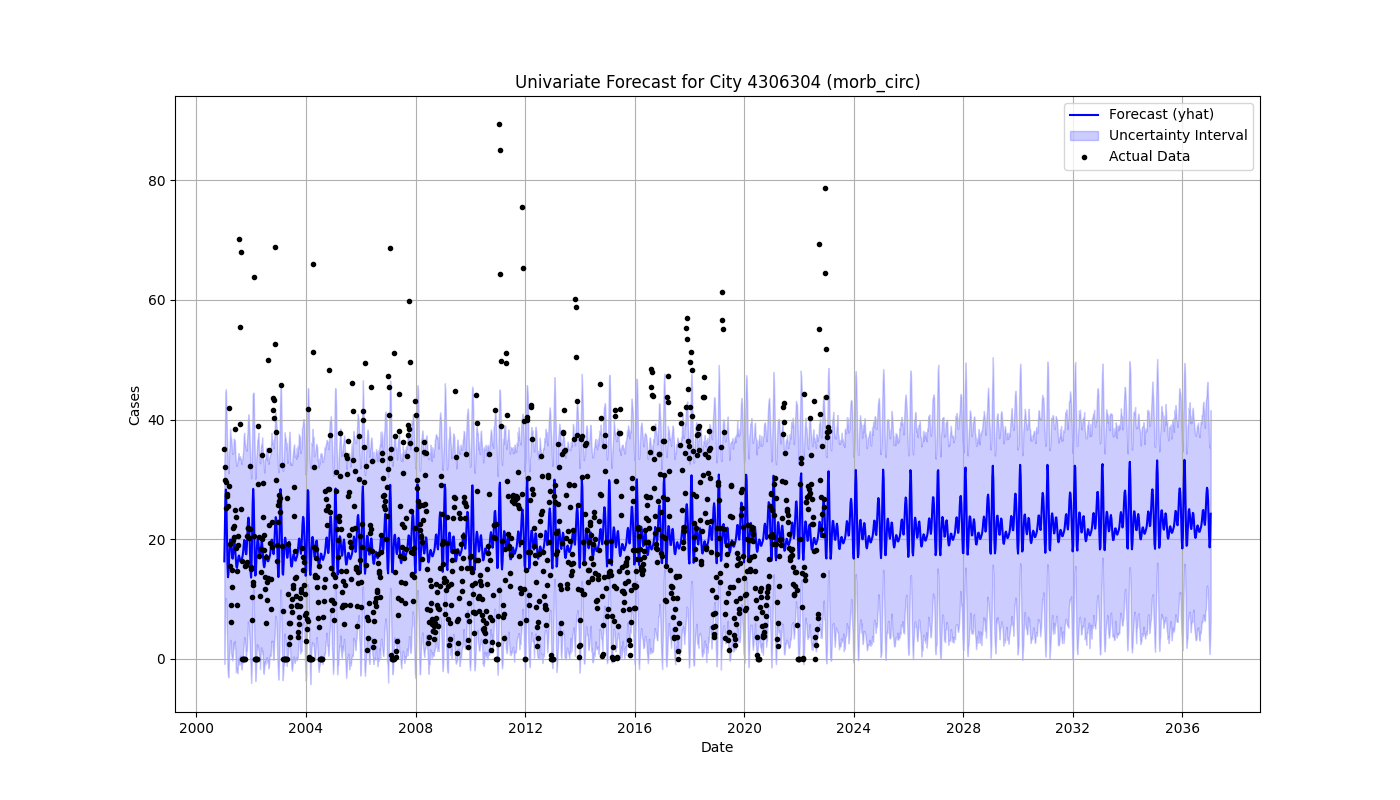 Univariate Forecast for City 4306304 (morb_circ)
Forecast (yhat)
Uncertainty Interval
Actual Data
Cases
80
60
40
20
0
2000 2004 2008 2012 2016 2020 2024 2028 2032 2036
Date